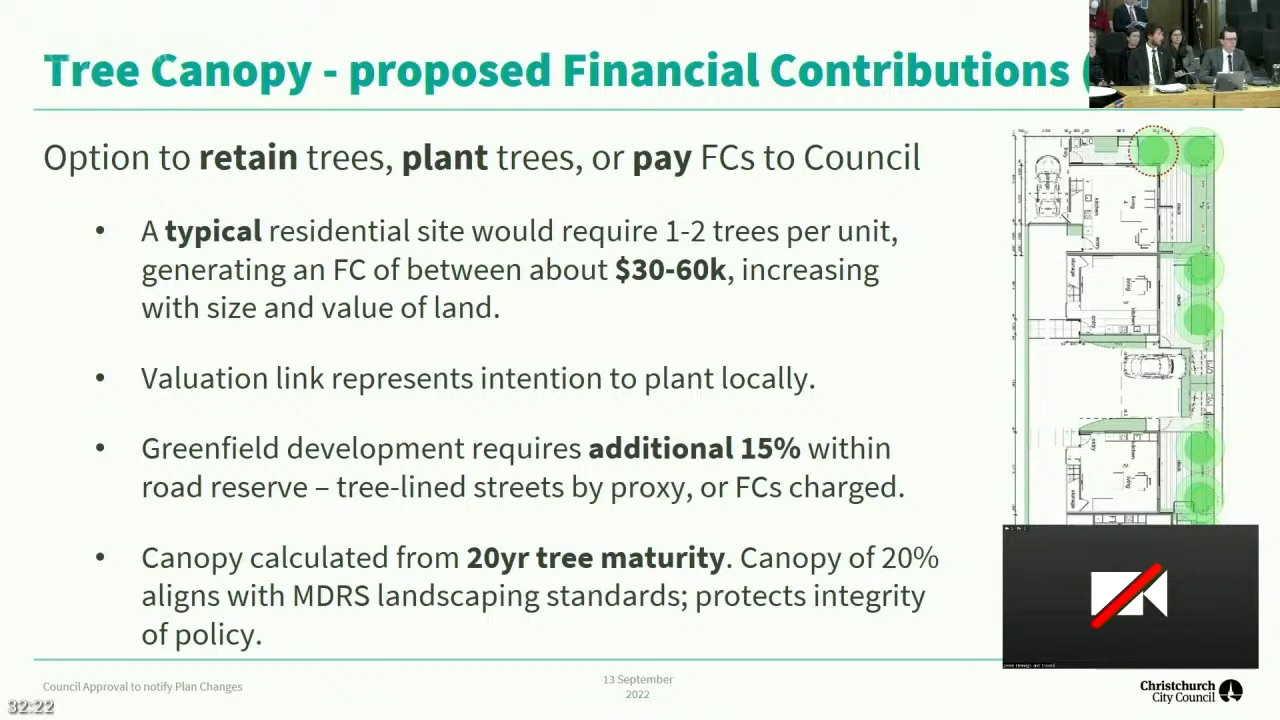 Tree Canopy - proposed Financial Contributions (
Option to retain trees, plant trees, or pay FCs to Council
• A typical residential site would require 1-2 trees per unit,
generating an FC of between about $30-60k, increasing
with size and value of land.
• Valuation link represents intention to plant locally.
• Greenfield development requires additional 15% within
road reserve – tree-lined streets by proxy, or FCs charged.
• Canopy calculated from 20yr tree maturity. Canopy of 20%
aligns with MDRS landscaping standards; protects integrity
of policy.
Council Approval to notify Plan Changes
13 September
2022
Christchurch
City Council
32:22